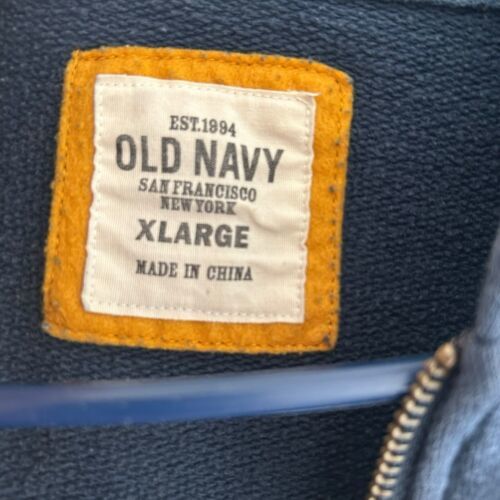 EST.1994
OLD NAVY
SAN FRANCISCO
NEW YORK
XLARGE
MADE IN CHINA